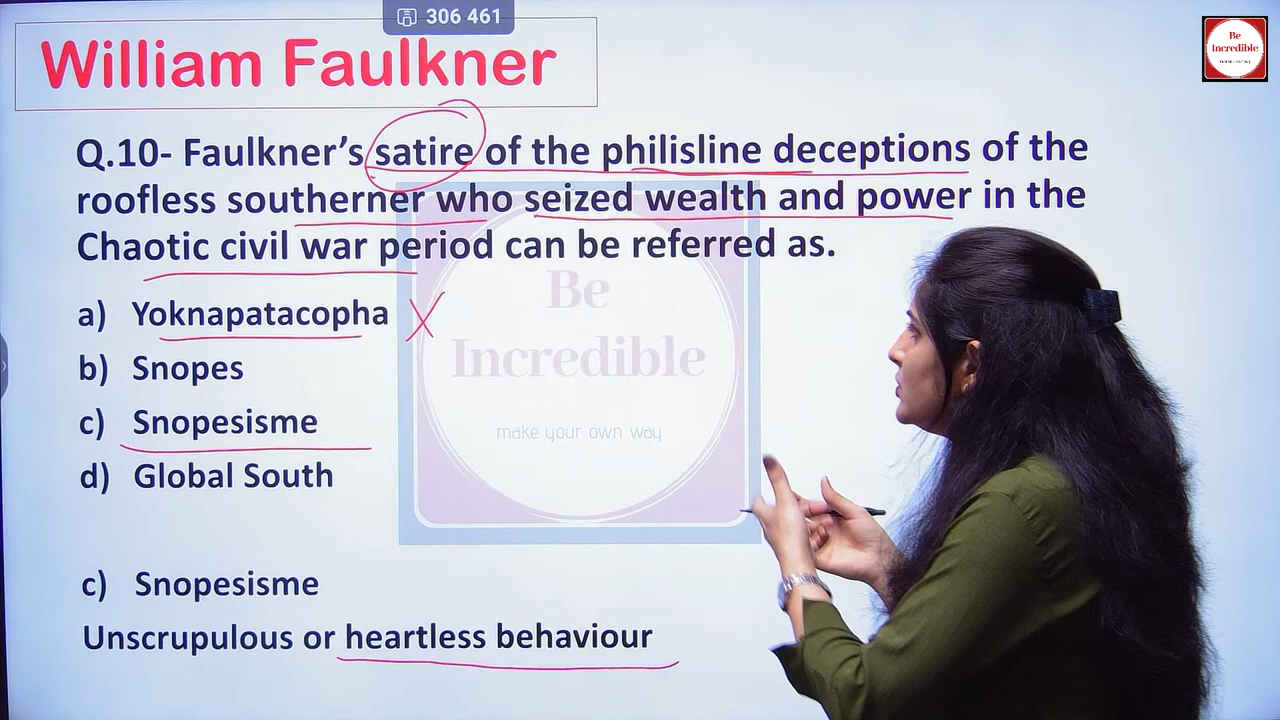 306 461
William Faulkner
Be
Incredible
Q.10- Faulkner's satire of the philisline deceptions of the
roofless southerner who seized wealth and power in the
Chaotic civil war period can be referred as.
a) Yoknapatacopha
b) Snopes
c) Snopesisme
d) Global South
Be
Incredible
make your own way
c) Snopesisme
Unscrupulous or heartless behaviour